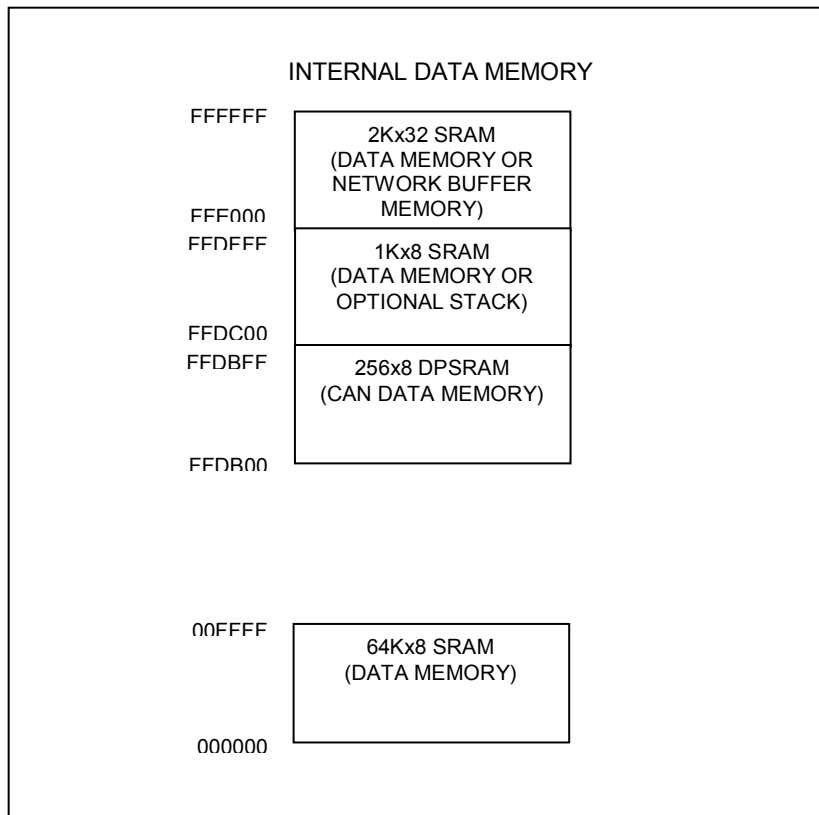 INTERNAL DATA MEMORY
FFFFFF
2Kx32 SRAM
(DATA MEMORY OR
NETWORK BUFFER
MEMORY)
FFE000
FFDFFF
1Kx8 SRAM
(DATA MEMORY OR
OPTIONAL STACK)
FFDC00
FFDBFF
256x8 DPSRAM
(CAN DATA MEMORY)
FFDB00
00FFFF
64Kx8 SRAM
(DATA MEMORY)
000000